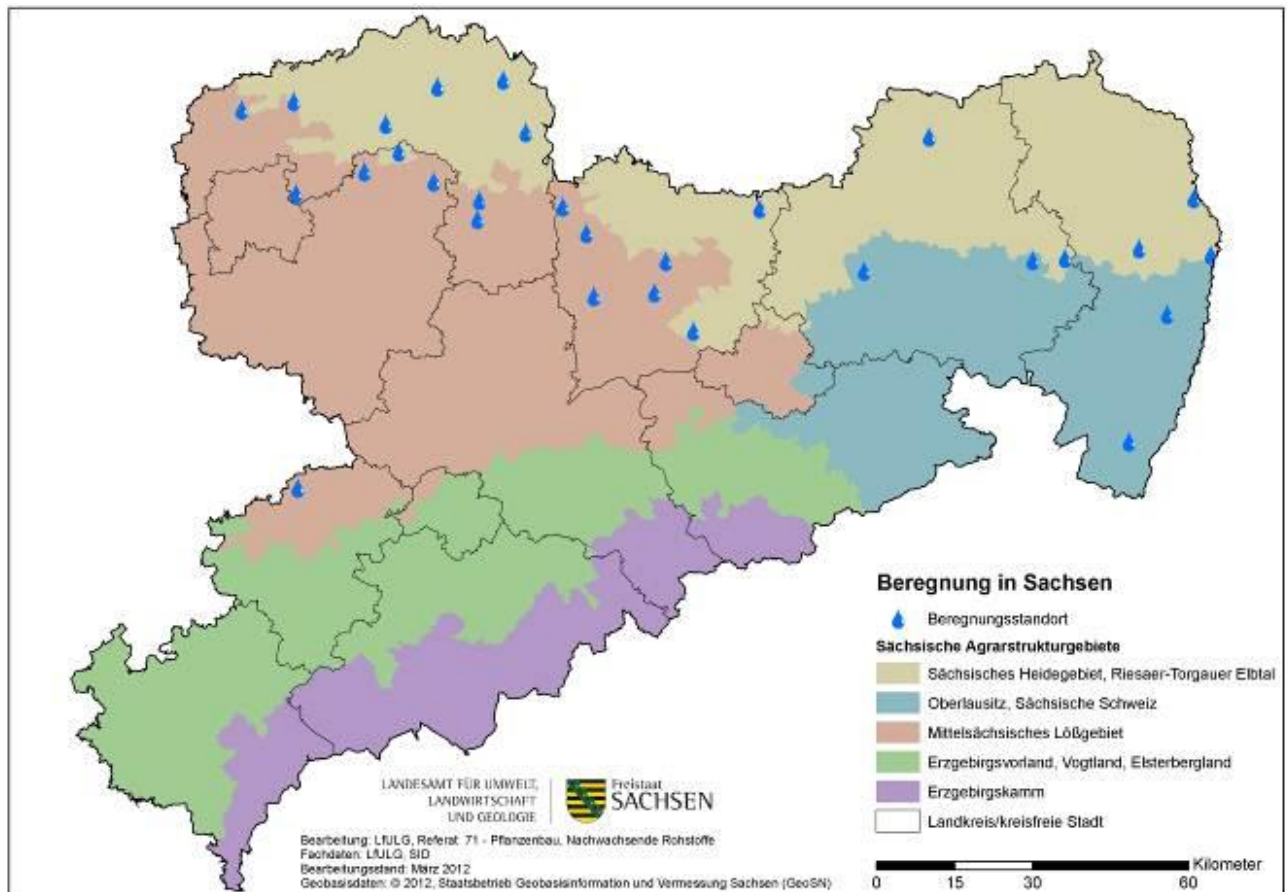 Beregnung in Sachsen
Beregnungsstandort
Sächsische Agrarstrukturgebiete
Sächsisches Heidegebiet, Riesaer-Torgauer Elbtal
Oberlausitz, Sächsische Schweiz
Mittelsächsisches Lößgebiet
Erzgebirgsvorland, Vogtland, Elsterbergland
Erzgebirgskamm
Landkreis/kreisfreie Stadt
Kilometer
0 15 30 60
LANDESAMT FÜR UMWELT,
LANDWIRTSCHAFT
UND GEOLOGIE
Freistaat
SACHSEN
Bearbeitung: LfULG, Referat 71 - Pflanzenbau, Nachwachsende Rohstoffe
Fachdaten: LfULG, SID
Bearbeitungsstand: März 2012
Geobasisdaten: © 2012, Staatsbetrieb Geobasisinformation und Vermessung Sachsen (GeoSN)